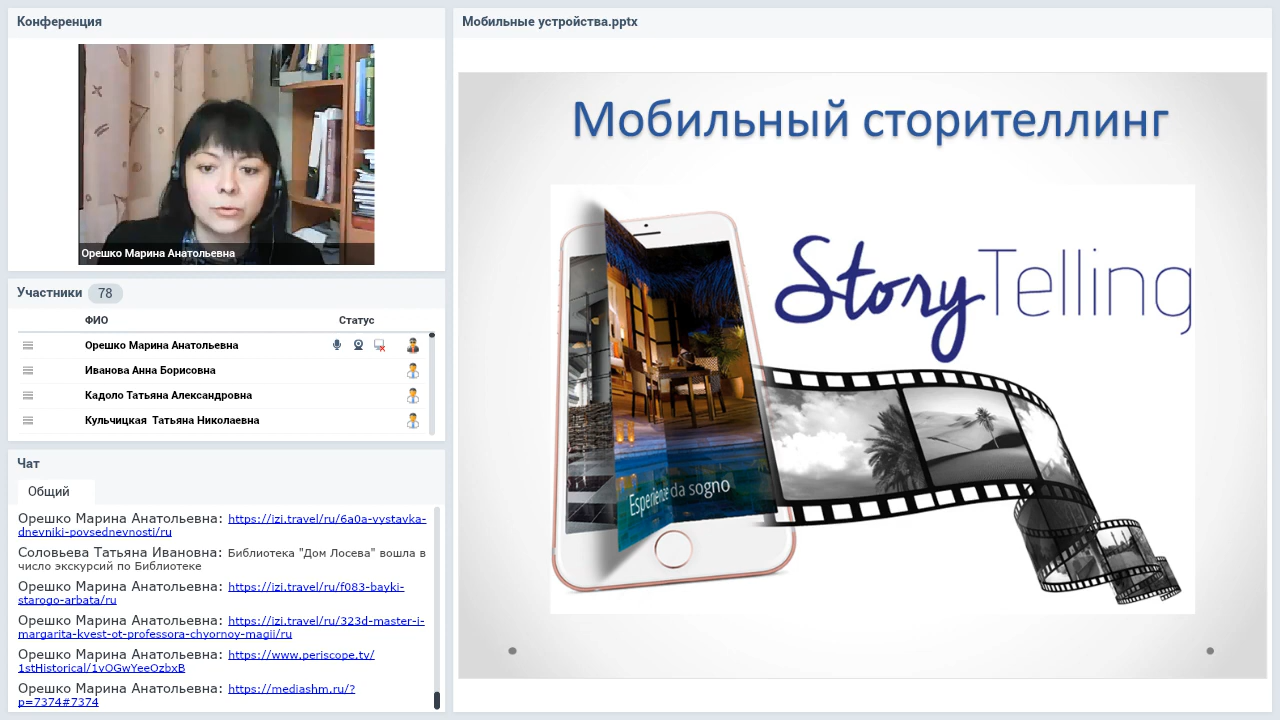 Конференция
Орешко Марина Анатольевна
Участники 78
ФИО Статус
Орешко Марина Анатольевна
Иванова Анна Борисовна
Кадоло Татьяна Александровна
Кульчицкая Татьяна Николаевна
Чат
Общий
Орешко Марина Анатольевна: https://izi.travel/ru/6a0a-vystavka-
dnevniki-povsednevnosti/ru
Соловьева Татьяна Ивановна: Библиотека "Дом Лосева" вошла в
число экскурсий по Библиотеке
Орешко Марина Анатольевна: https://izi.travel/ru/f083-bayki-
starogo-arbata/ru
Орешко Марина Анатольевна: https://izi.travel/ru/323d-master-i-
margarita-kvest-ot-professora-chyornoy-magii/ru
Орешко Марина Анатольевна: https://www.periscope.tv/
1stHistorical/1vOGwYeeOzbxB
Орешко Марина Анатольевна: https://mediashm.ru/?
p=7374#7374
Мобильные устройства.pptx
Мобильный сторителлинг
StoryTelling
Esperienze da sogno